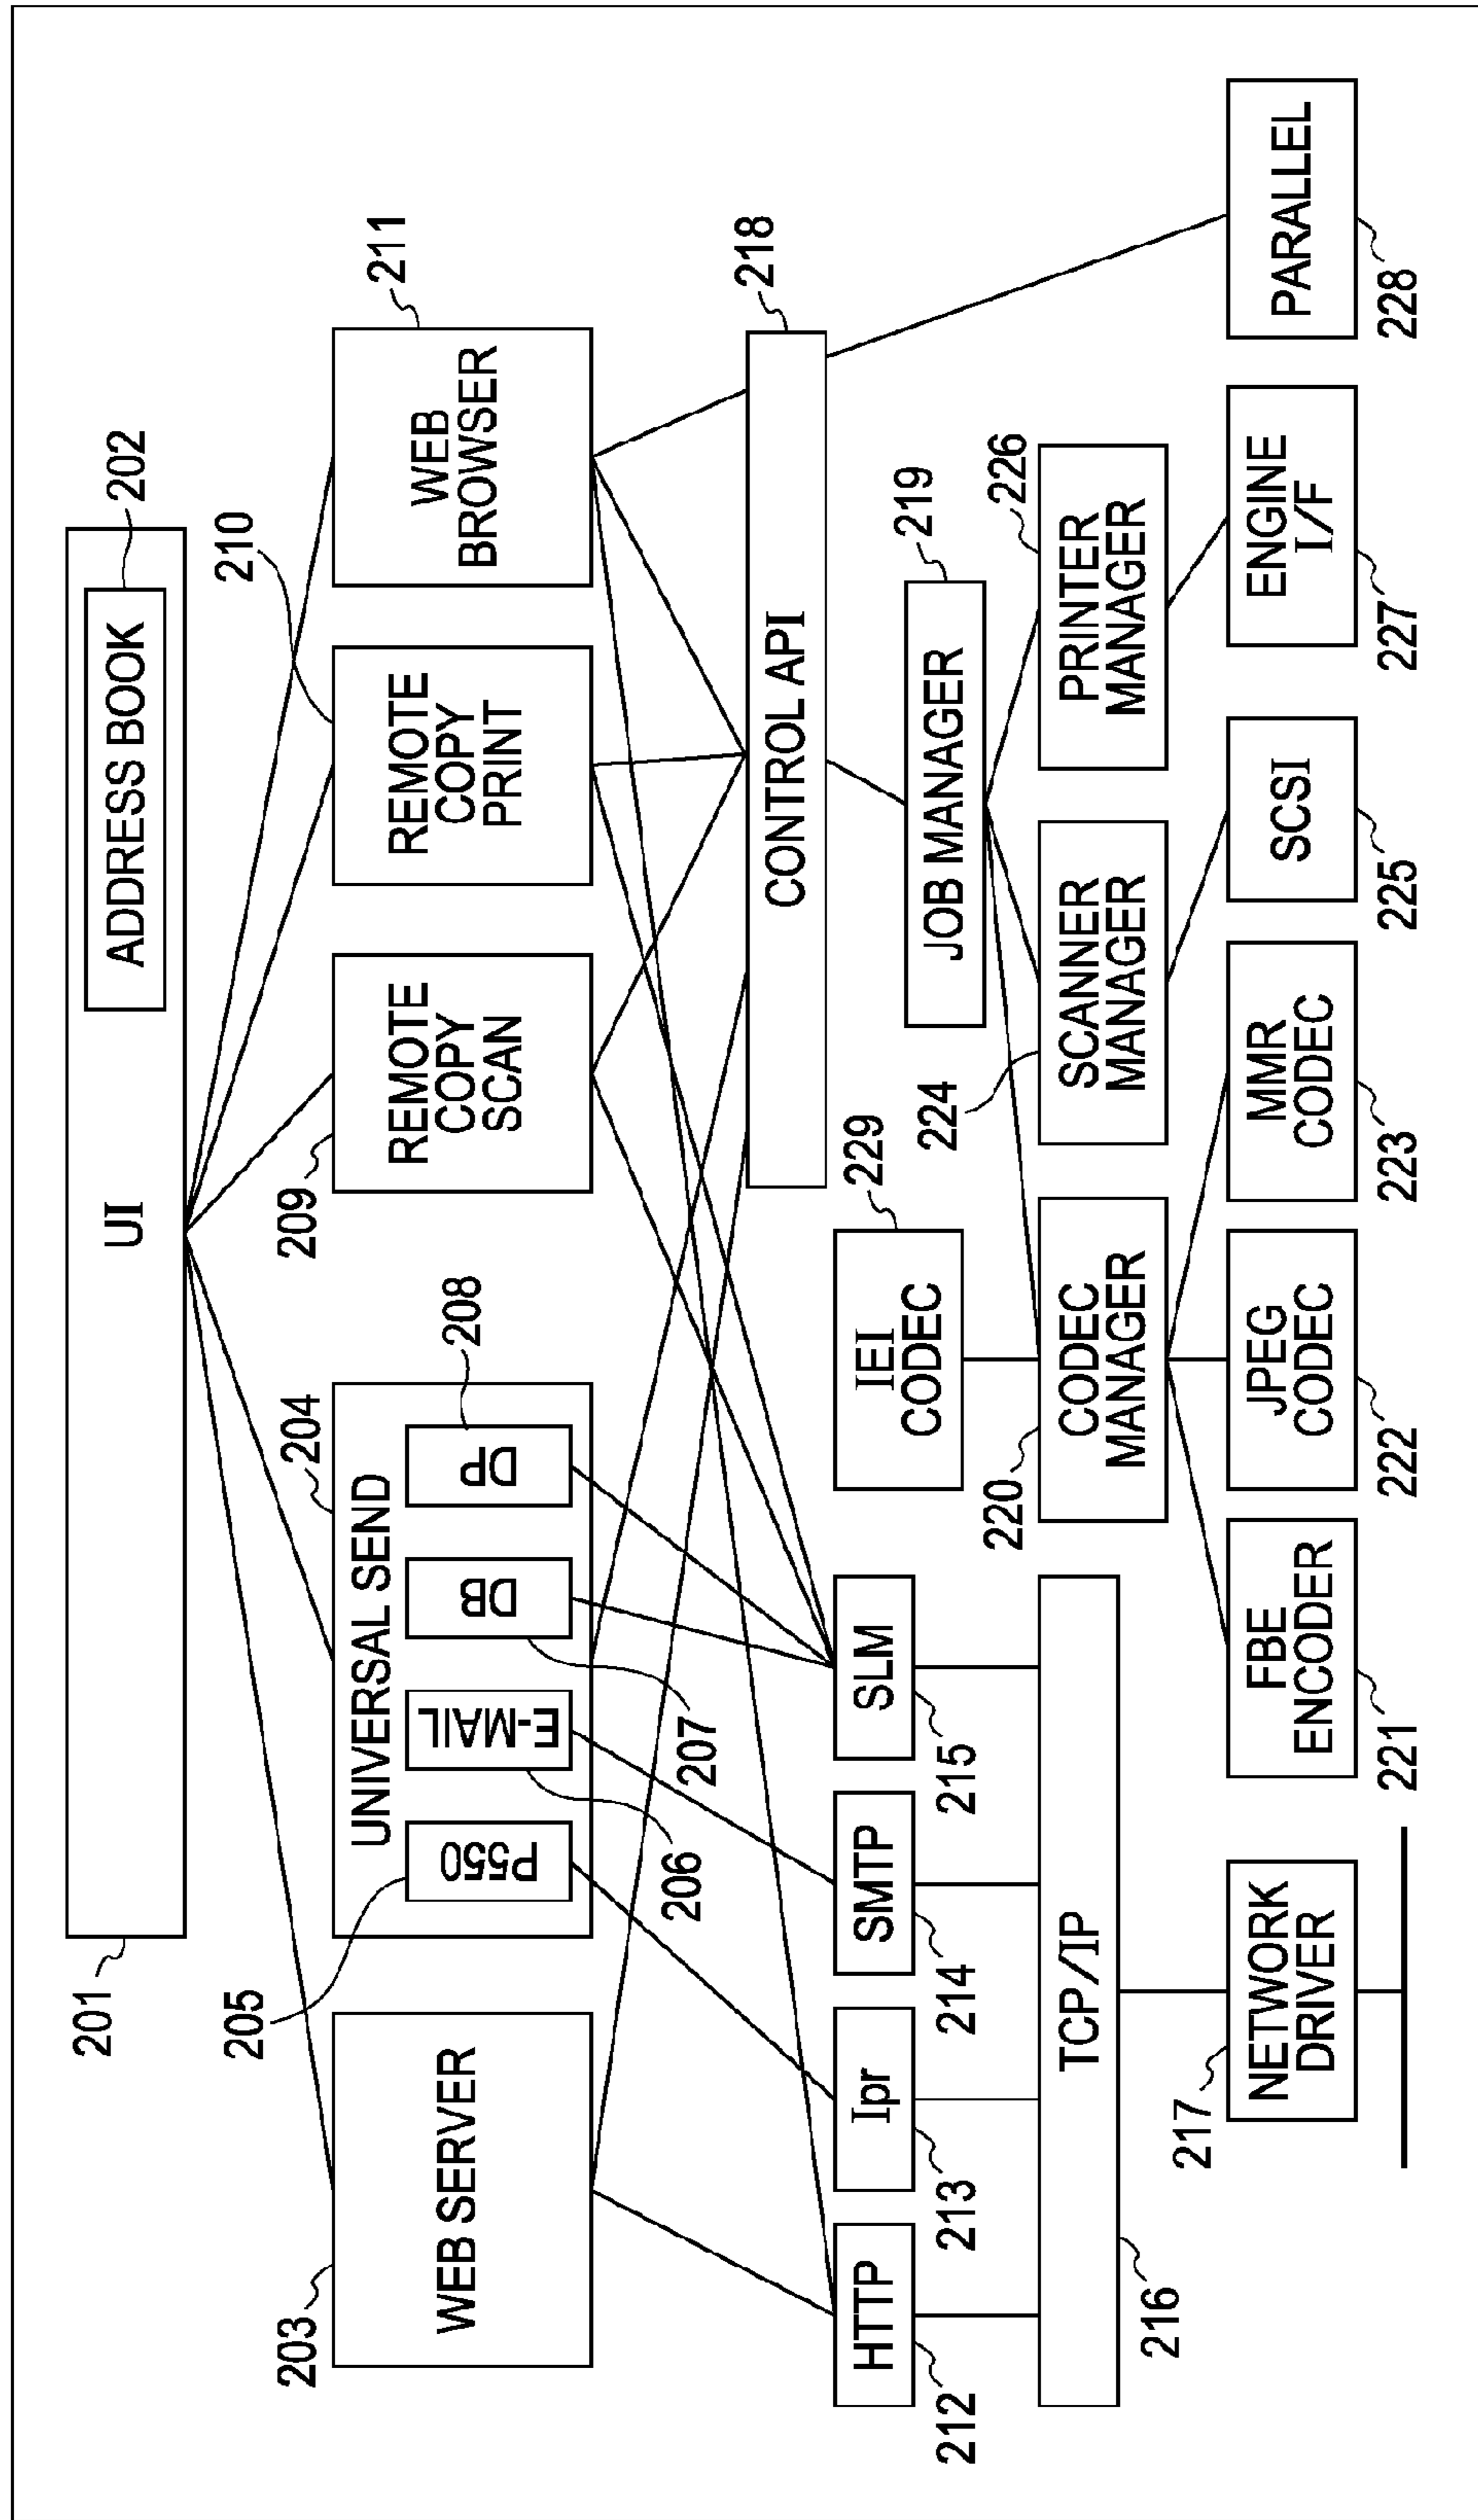 UI
ADDRESS BOOK
201
202
203
204
205
209
210
211
WEB SERVER
UNIVERSAL SEND
P550
E-MAIL
DB
DP
208
REMOTE
COPY
SCAN
REMOTE
COPY
PRINT
WEB
BROWSER
206
207
218
CONTROL API
HTTP
Ipr
SMTP
SLM
212
213
214
215
IEI
CODEC
229
JOB MANAGER
219
TCP/IP
216
220
CODEC
MANAGER
224
SCANNER
MANAGER
226
PRINTER
MANAGER
217
NETWORK
DRIVER
FBE
ENCODER
JPEG
CODEC
MMR
CODEC
SCSI
ENGINE
I/F
PARALLEL
221
222
223
225
227
228